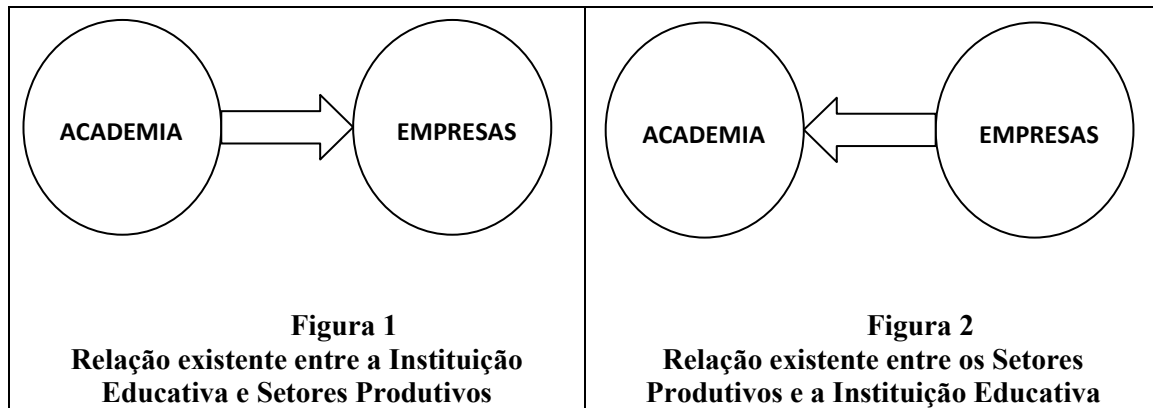 ACADEMIA
EMPRESAS
Figura 1
Relação existente entre a Instituição
Educativa e Setores Produtivos
ACADEMIA
EMPRESAS
Figura 2
Relação existente entre os Setores
Produtivos e a Instituição Educativa